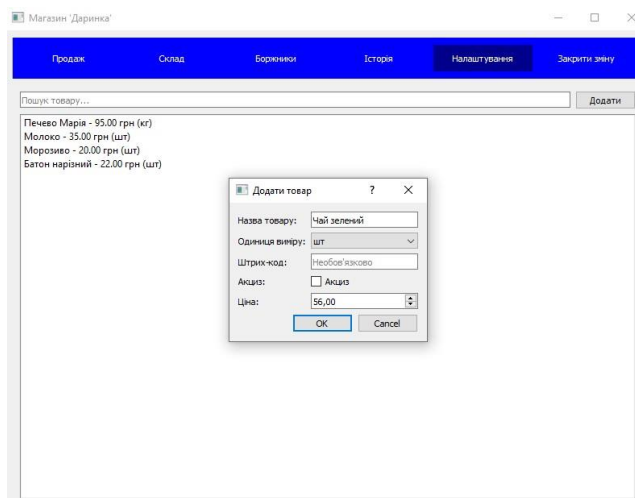 Магазин 'Даринка'
Продаж Склад Боржники Історія Налаштування Закрити зміну
Пошук товару... Додати
Печево Марія - 95.00 грн (кг)
Молоко - 35.00 грн (шт)
Морозиво - 20.00 грн (шт)
Батон нарізний - 22.00 грн (шт)
Додати товар ?
Назва товару: Чай зелений
Одиниця виміру: шт
Штрих-код: Необов'язково
Акциз: Акциз
Ціна: 56,00
OK Cancel